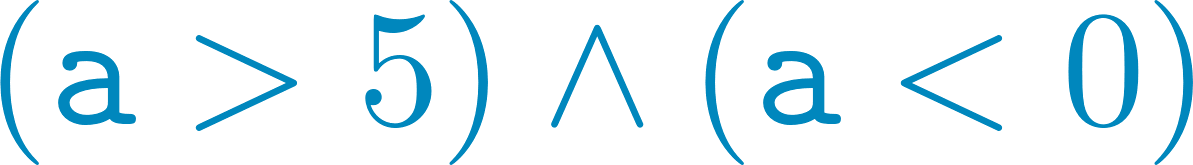 (a > 5) ∧ (a < 0)